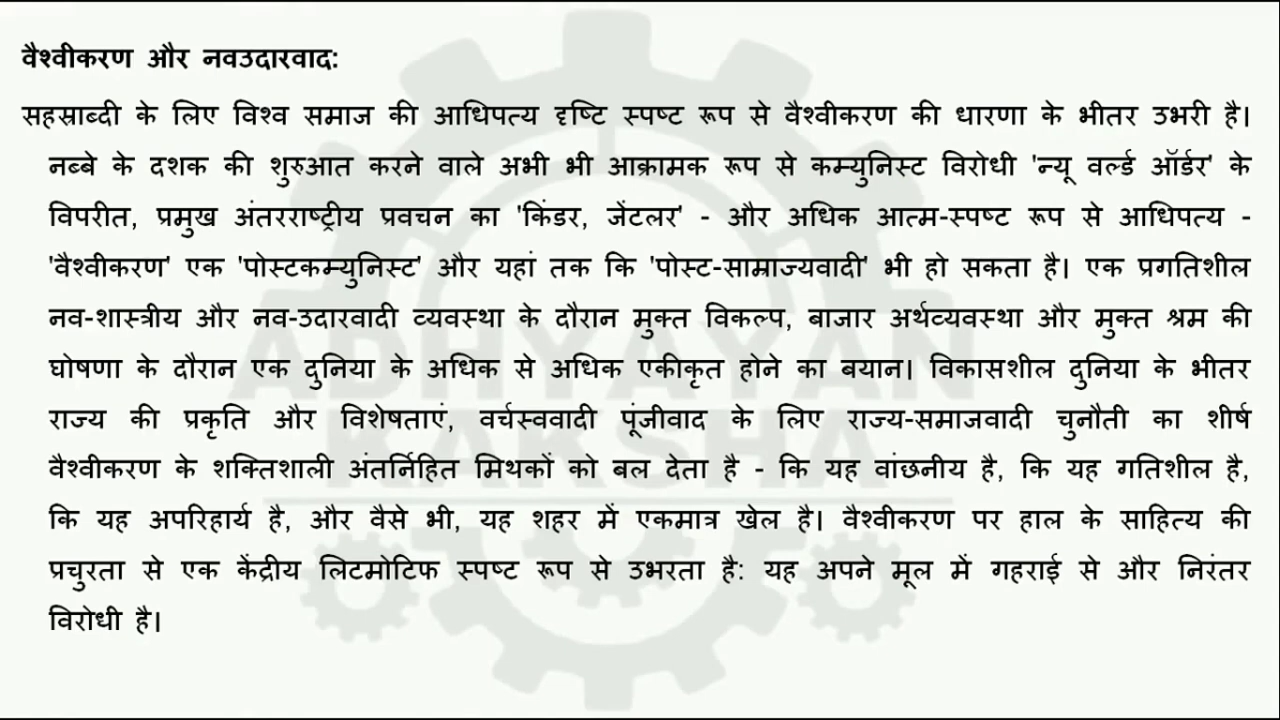 वैश्वीकरण और नवउदारवाद:
सहस्राब्दी के लिए विश्व समाज की आधिपत्य दृष्टि स्पष्ट रूप से वैश्वीकरण की धारणा के भीतर उभरी है।
नब्बे के दशक की शुरुआत करने वाले अभी भी आक्रामक रूप से कम्युनिस्ट विरोधी 'न्यू वर्ल्ड ऑर्डर' के
विपरीत, प्रमुख अंतरराष्ट्रीय प्रवचन का 'किंडर, जेंटलर' - और अधिक आत्म-स्पष्ट रूप से आधिपत्य -
'वैश्वीकरण' एक 'पोस्टकम्युनिस्ट' और यहां तक कि 'पोस्ट-साम्राज्यवादी' भी हो सकता है। एक प्रगतिशील
नव-शास्त्रीय और नव-उदारवादी व्यवस्था के दौरान मुक्त विकल्प, बाजार अर्थव्यवस्था और मुक्त श्रम की
घोषणा के दौरान एक दुनिया के अधिक से अधिक एकीकृत होने का बयान। विकासशील दुनिया के भीतर
राज्य की प्रकृति और विशेषताएं, वर्चस्ववादी पूंजीवाद के लिए राज्य-समाजवादी चुनौती का शीर्ष
वैश्वीकरण के शक्तिशाली अंतर्निहित मिथकों को बल देता है - कि यह वांछनीय है, कि यह गतिशील है,
कि यह अपरिहार्य है, और वैसे भी, यह शहर में एकमात्र खेल है। वैश्वीकरण पर हाल के साहित्य की
प्रचुरता से एक केंद्रीय लिटमोटिफ स्पष्ट रूप से उभरता है: यह अपने मूल में गहराई से और निरंतर
विरोधी है।
ADHYAYAN
KAKSHA